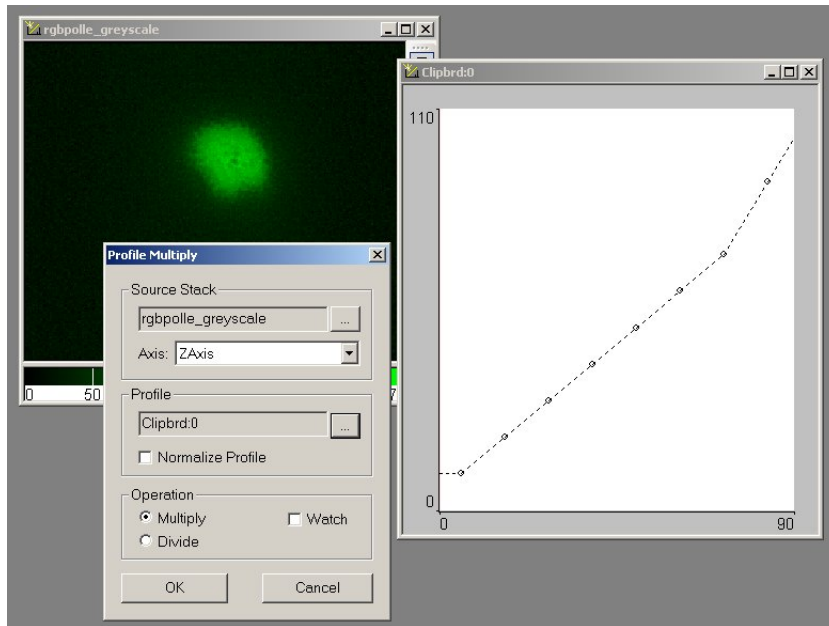 rgbpolle_greyscale
0 50
Profile Multiply
Source Stack
rgbpolle_greyscale ...
Axis: ZAxis
Profile
Clipbrd:0 ...
Normalize Profile
Operation
Multiply Watch
Divide
OK Cancel
Clipbrd:0
110
0
0 90